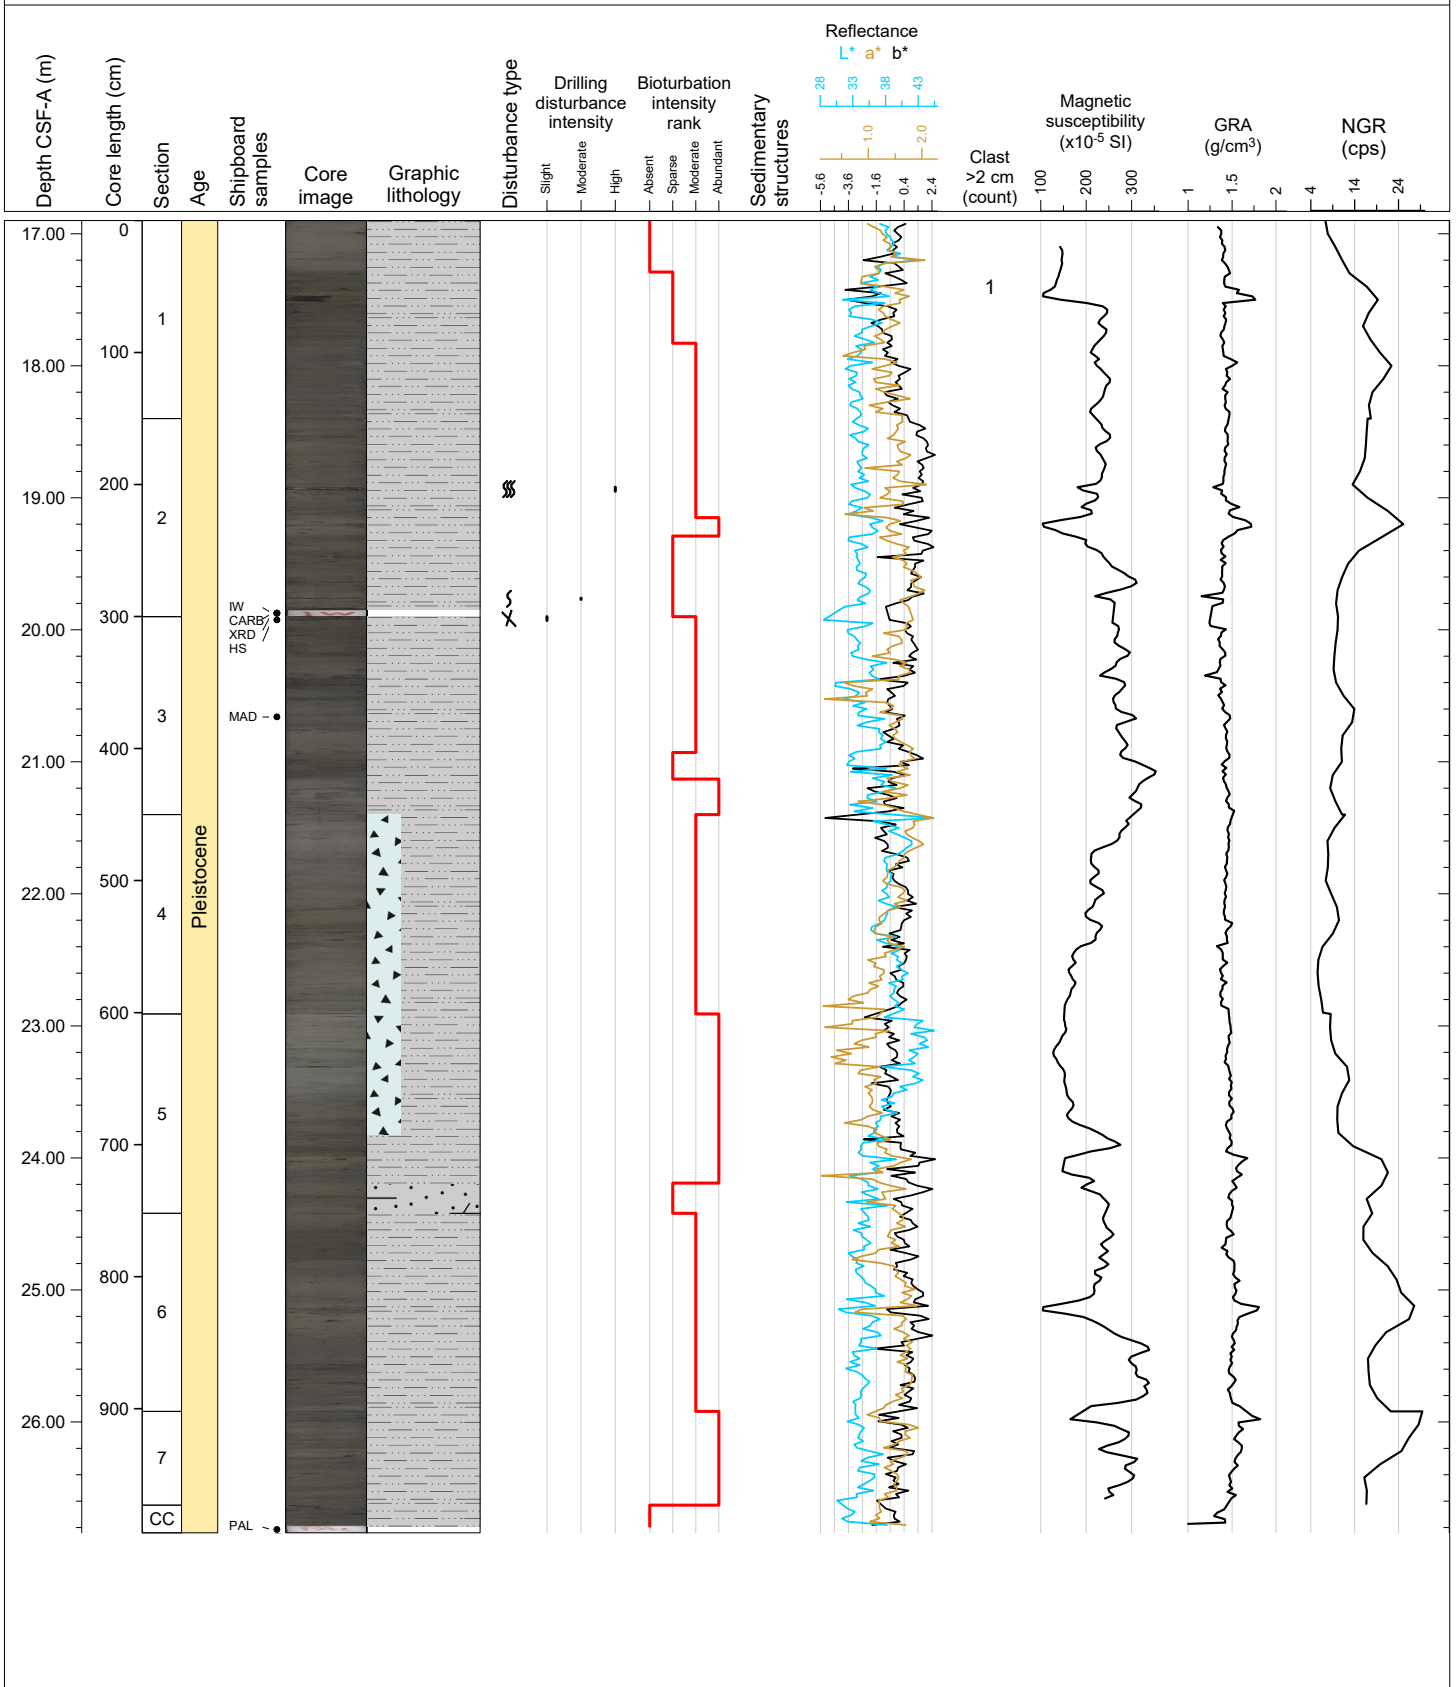 Depth CSF-A (m)
Core length (cm)
Section
Age
Shipboard
samples
Core
image
Graphic
lithology
Disturbance type
Drilling
disturbance
intensity
Slight
Moderate
High
Bioturbation
intensity
rank
Absent
Sparse
Moderate
Abundant
Sedimentary
structures
Reflectance
L* a* b*
28 33 38 43
1.0 2.0
-5.6 -3.6 -1.6 0.4 2.4
Clast
>2 cm
(count)
Magnetic
susceptibility
(x10-5 SI)
100 200 300
GRA
(g/cm3)
1 1.5 2
NGR
(cps)
4 14 24
17.00
18.00
19.00
20.00
21.00
22.00
23.00
24.00
25.00
26.00
0
100
200
300
400
500
600
700
800
900
1
2
3
4
5
6
7
CC
Pleistocene
IW
CARB
XRD
HS
MAD
PAL
1